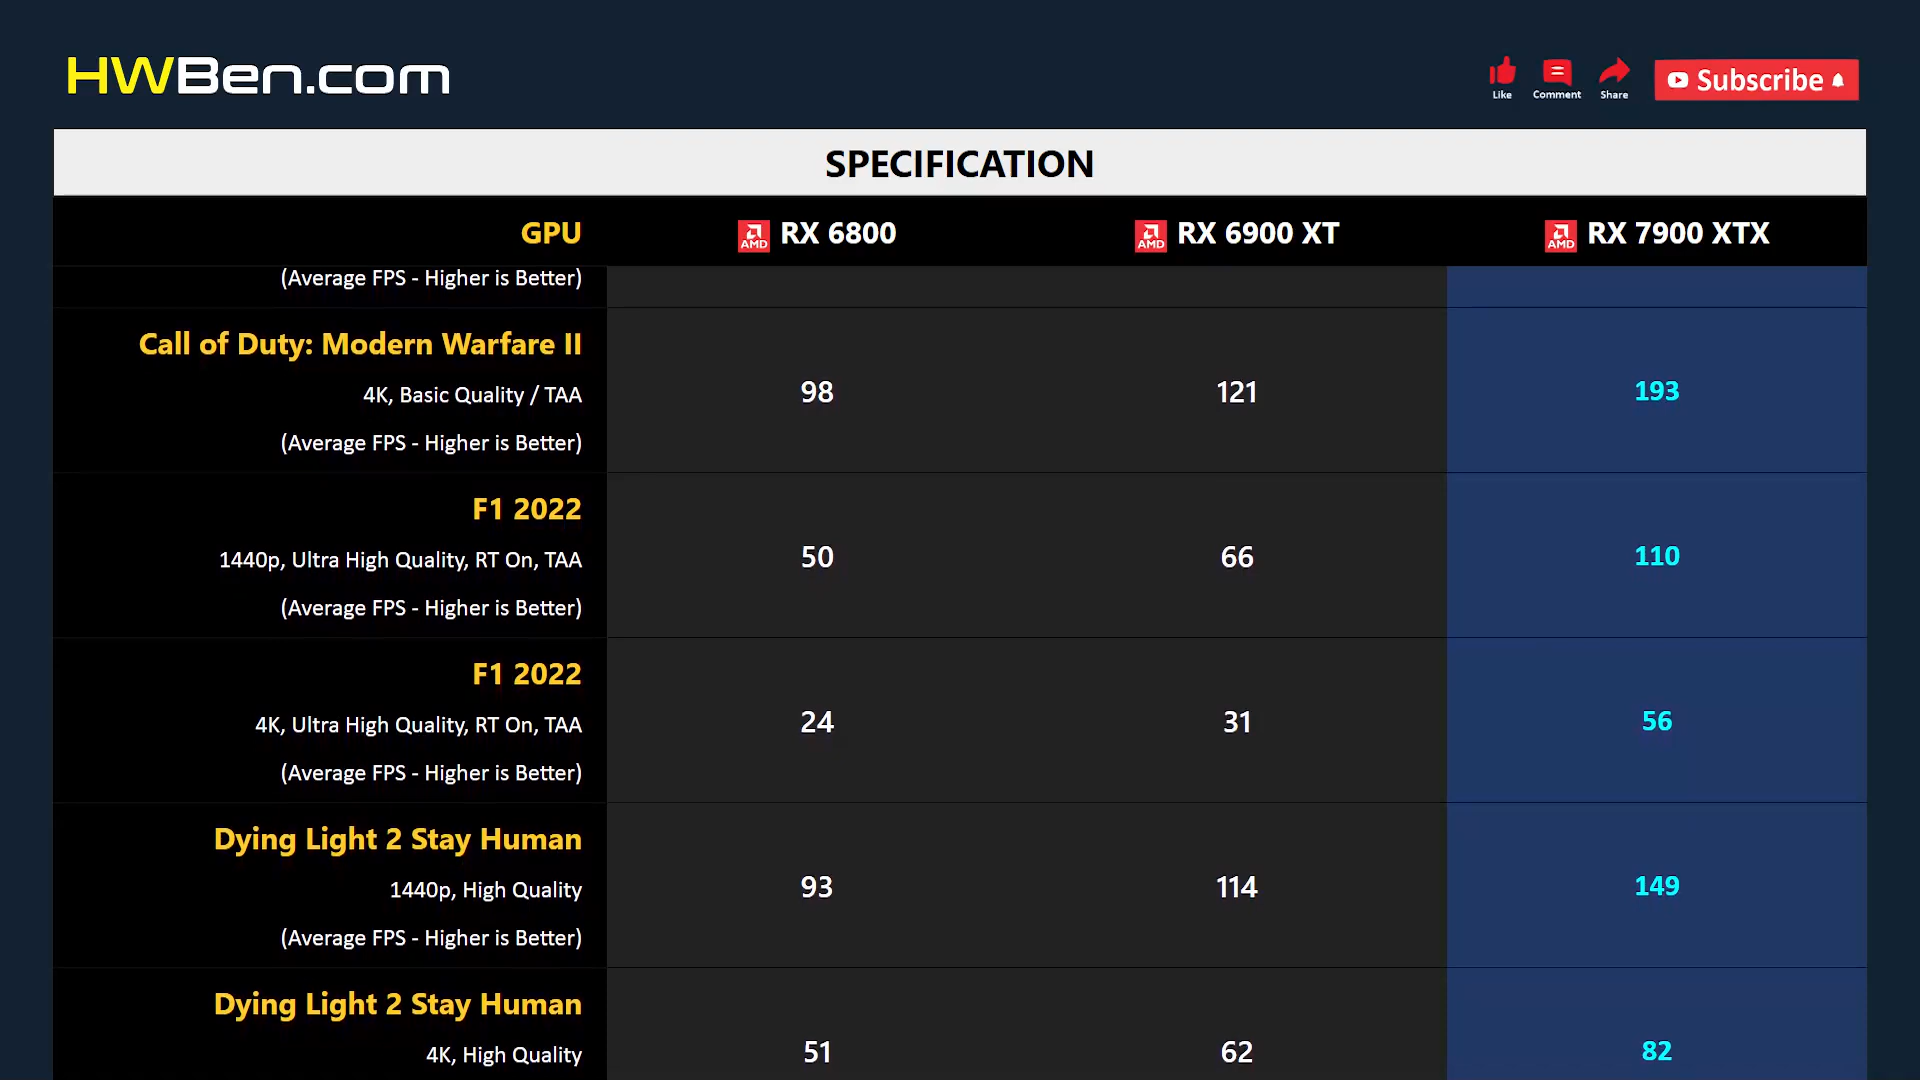 HWBen.com
Like Comment Share Subscribe
SPECIFICATION
GPU AMD RX 6800 AMD RX 6900 XT AMD RX 7900 XTX
(Average FPS - Higher is Better)
Call of Duty: Modern Warfare II
4K, Basic Quality / TAA 98 121 193
(Average FPS - Higher is Better)
F1 2022
1440p, Ultra High Quality, RT On, TAA 50 66 110
(Average FPS - Higher is Better)
F1 2022
4K, Ultra High Quality, RT On, TAA 24 31 56
(Average FPS - Higher is Better)
Dying Light 2 Stay Human
1440p, High Quality 93 114 149
(Average FPS - Higher is Better)
Dying Light 2 Stay Human
4K, High Quality 51 62 82